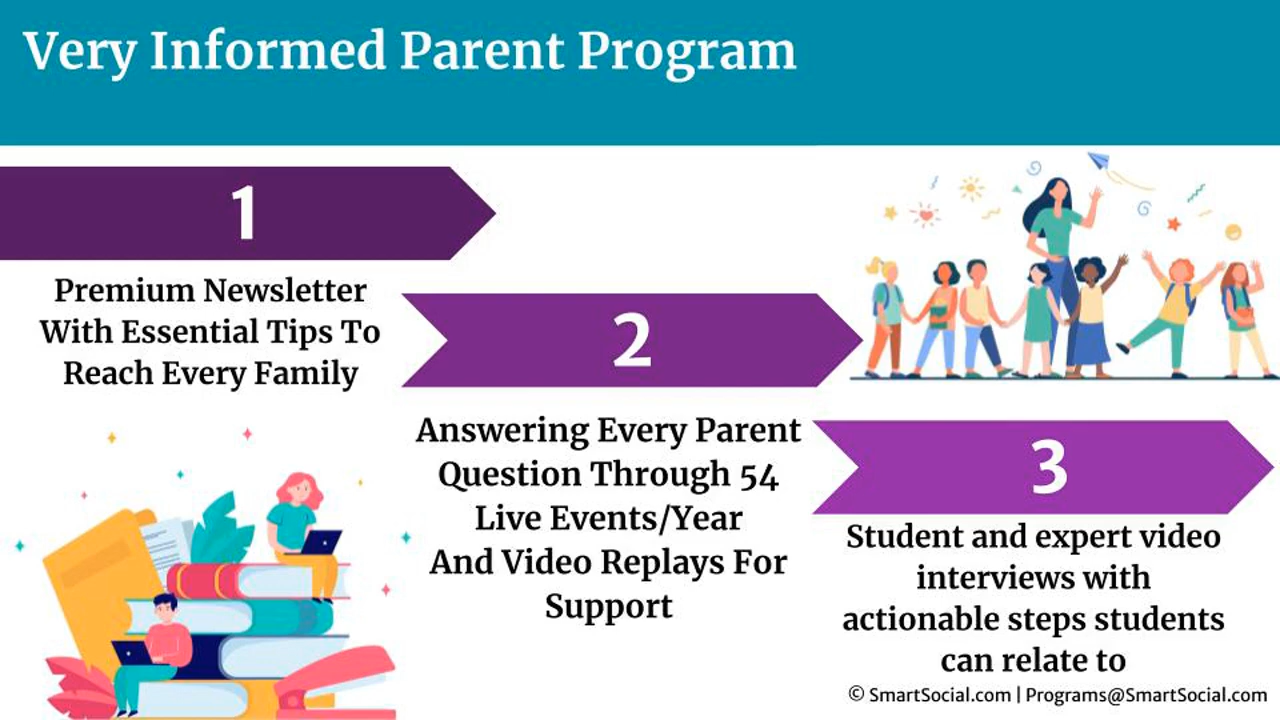 Very Informed Parent Program
1
Premium Newsletter
With Essential Tips To
Reach Every Family
2
Answering Every Parent
Question Through 54
Live Events/Year
And Video Replays For
Support
3
Student and expert video
interviews with
actionable steps students
can relate to
© SmartSocial.com | Programs@SmartSocial.com